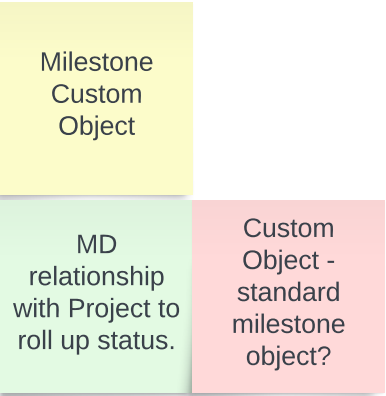 Milestone
Custom
Object
MD
relationship
with Project to
roll up status.
Custom
Object -
standard
milestone
object?